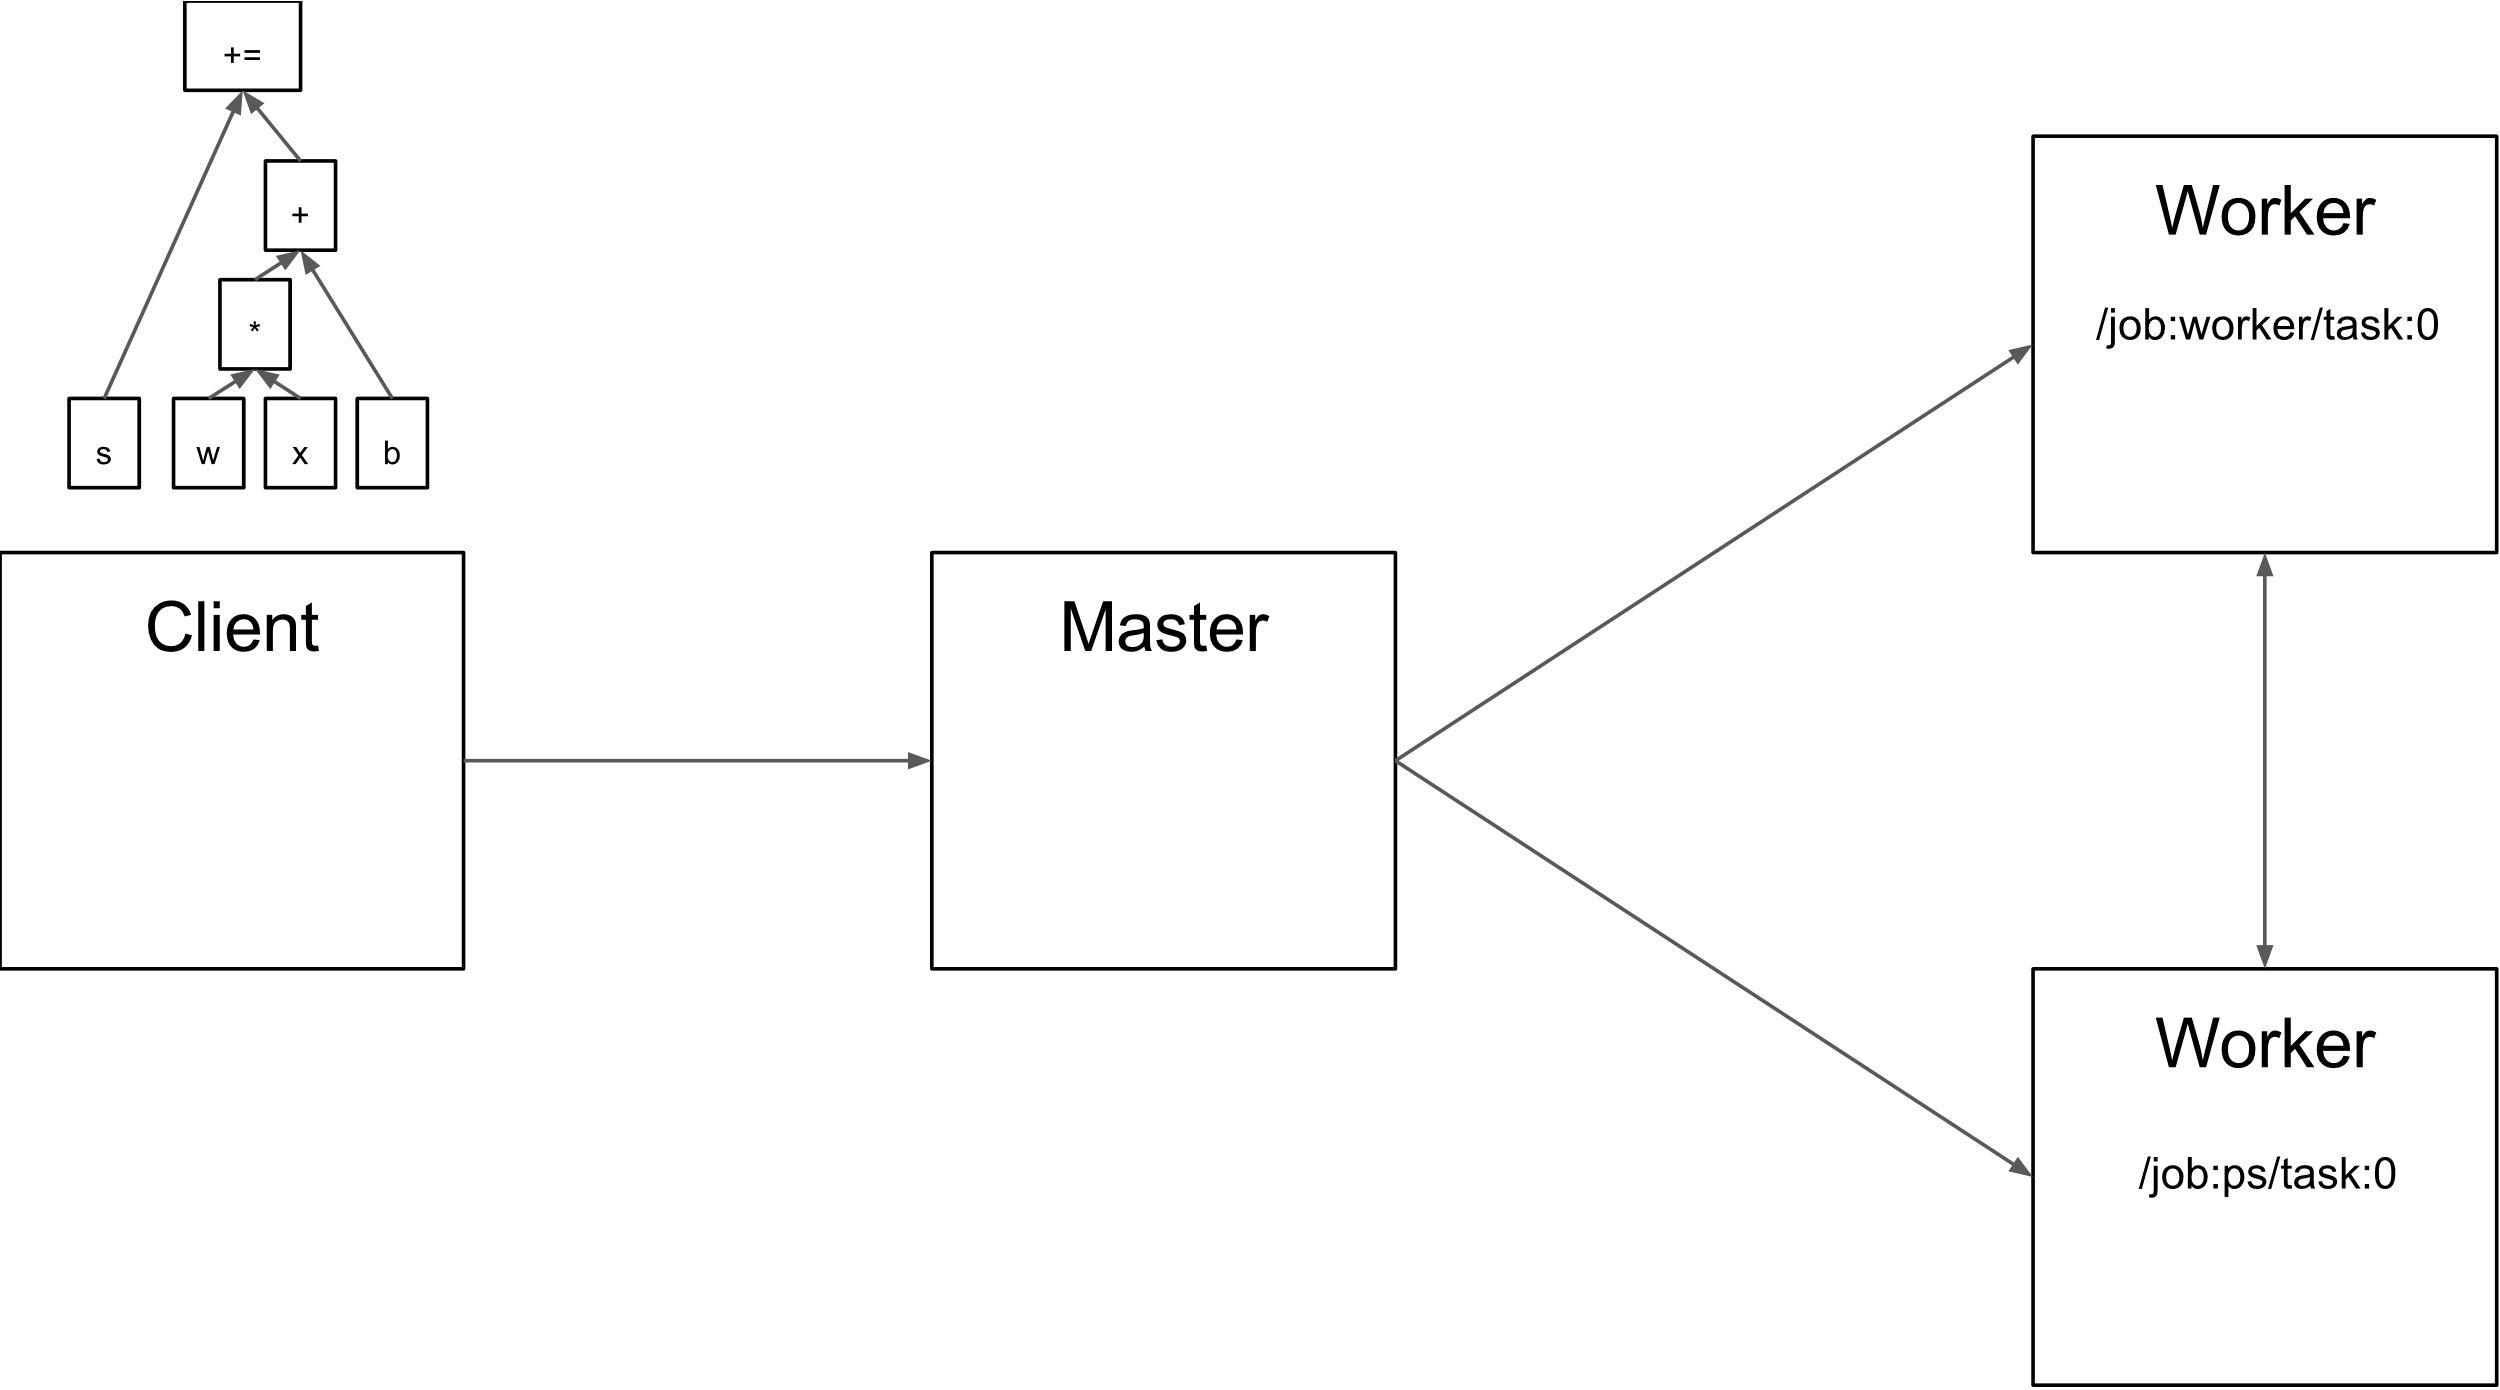 +=
+
*
s
w
x
b
Client
Master
Worker
/job:worker/task:0
Worker
/job:ps/task:0